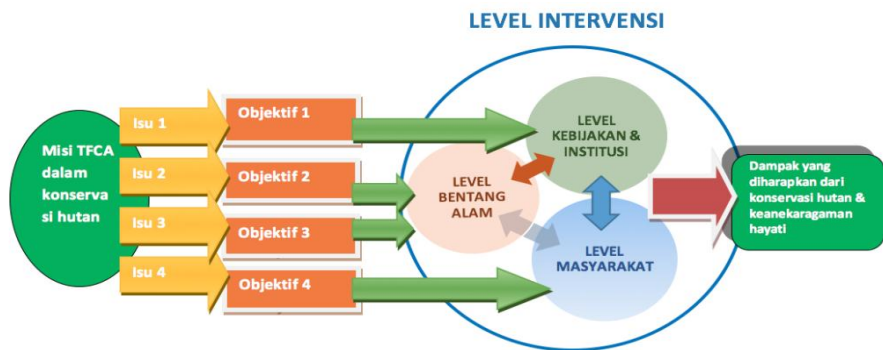 LEVEL INTERVENSI
Misi TFCA
dalam
konserva
si hutan
Isu 1
Isu 2
Isu 3
Isu 4
Objektif 1
Objektif 2
Objektif 3
Objektif 4
LEVEL
KEBIJAKAN &
INSTITUSI
LEVEL
BENTANG
ALAM
LEVEL
MASYARAKAT
Dampak yang
diharapkan dari
konservasi hutan &
keanekaragaman
hayati